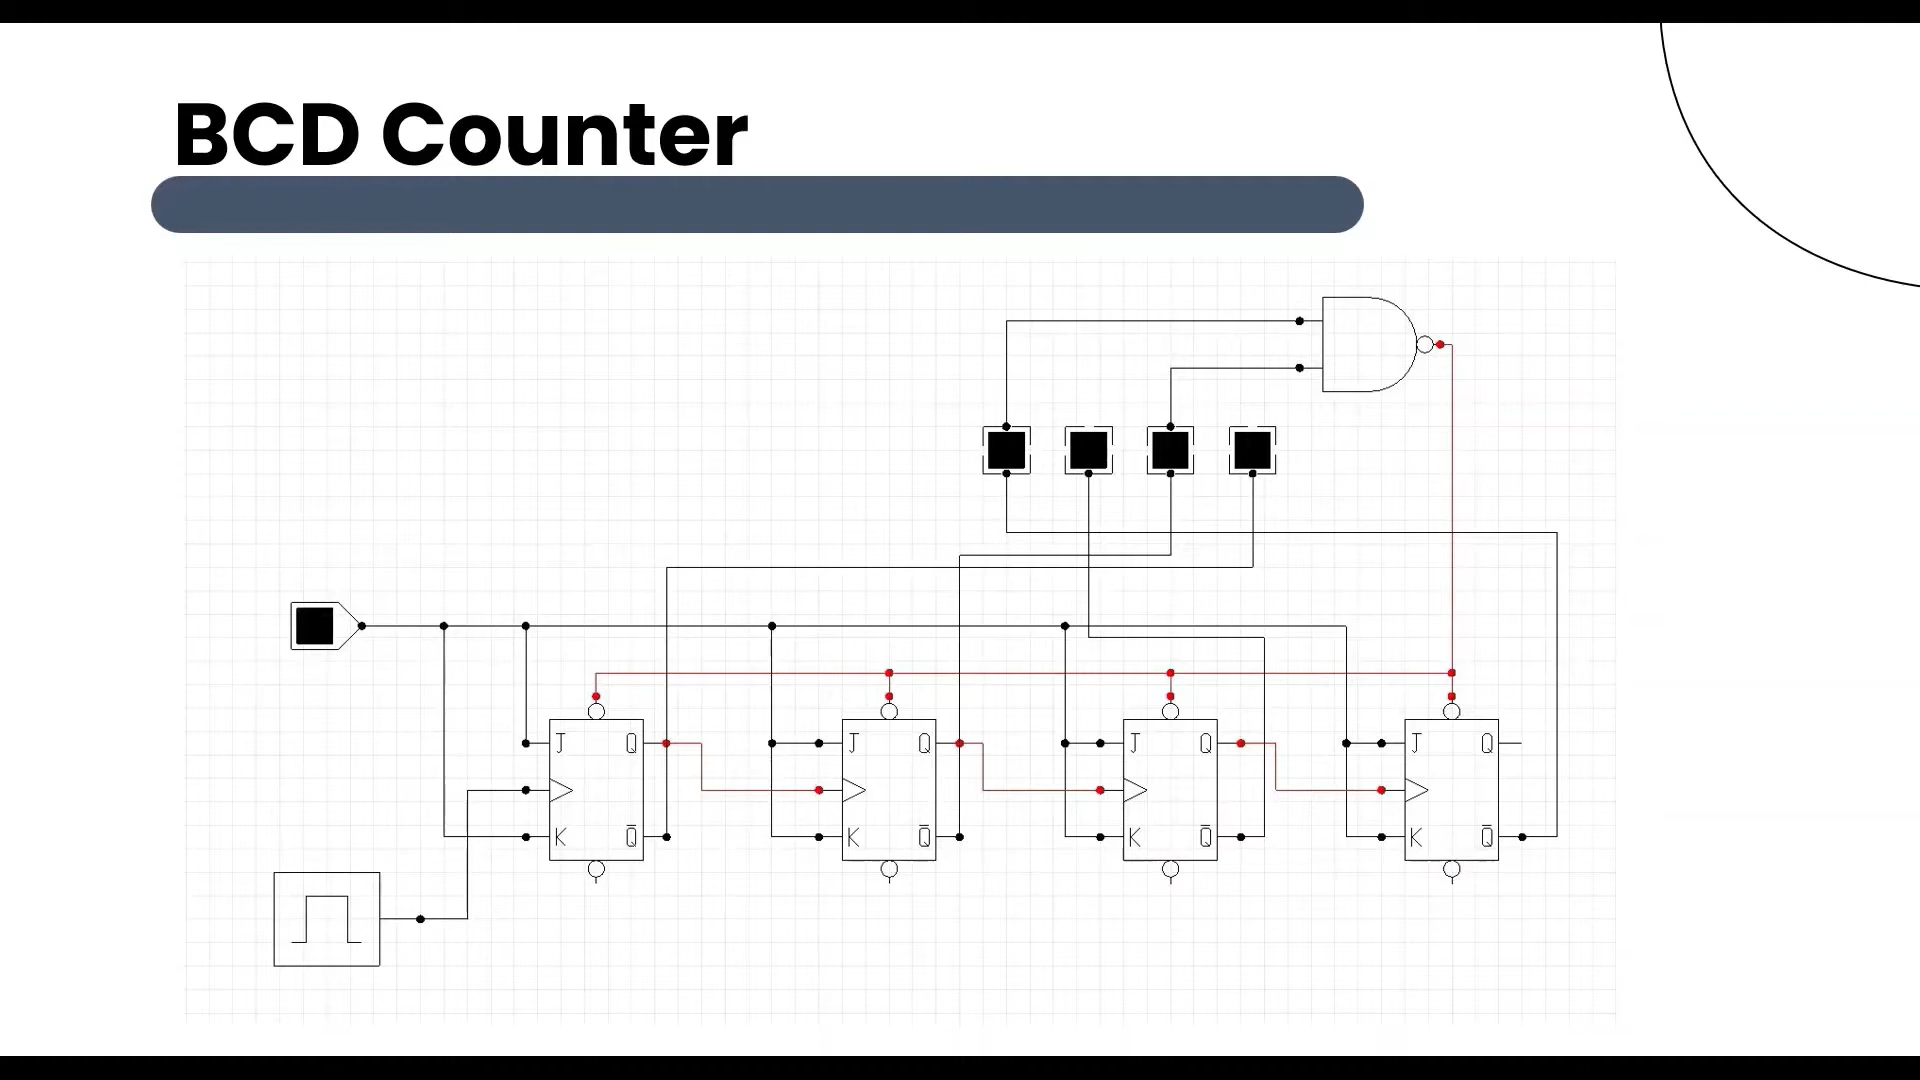 BCD Counter
J Q J Q J Q J Q
K Q̅ K Q̅ K Q̅ K Q̅